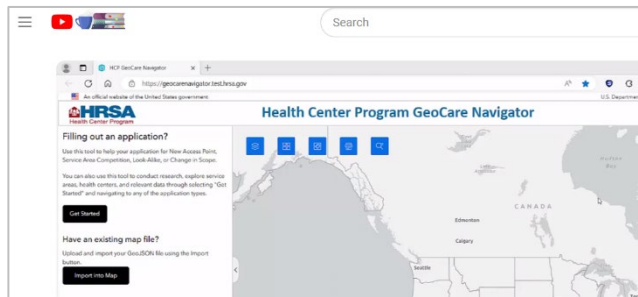 Search
HCP GeoCare Navigator
https://geocarenavigator.test.hrsa.gov
An official website of the United States government
U.S. Departmen
HRSA
Health Center Program
Health Center Program GeoCare Navigator
Filling out an application?
Use this tool to help your application for New Access Point,
Service Area Competition, Look-Alike, or Change in Scope.
You can also use this tool to conduct research, explore service
areas, health centers, and relevant data through selecting "Get
Started" and navigating to any of the application types.
Get Started
Have an existing map file?
Upload and import your GeoJSON file using the Import
button.
Import into Map
Hudson
Bay
CANADA
Edmonton
Calgary
Seattle